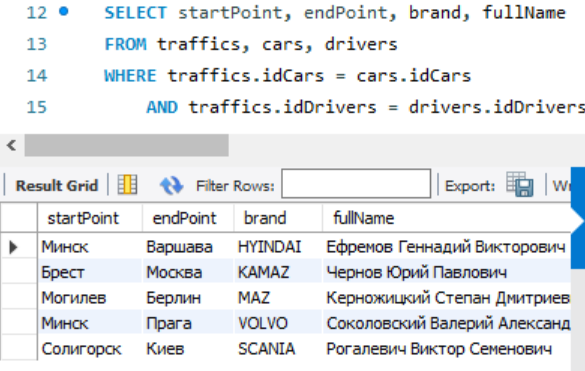 12 SELECT startPoint, endPoint, brand, fullName
13 FROM traffics, cars, drivers
14 WHERE traffics.idCars = cars.idCars
15 AND traffics.idDrivers = drivers.idDrivers
Result Grid Filter Rows: Export:
startPoint endPoint brand fullName
Минск Варшава HYINDAI Ефремов Геннадий Викторович
Брест Москва KAMAZ Чернов Юрий Павлович
Могилев Берлин MAZ Керножицкий Степан Дмитриев
Минск Прага VOLVO Соколовский Валерий Александ
Солигорск Киев SCANIA Рогалевич Виктор Семенович